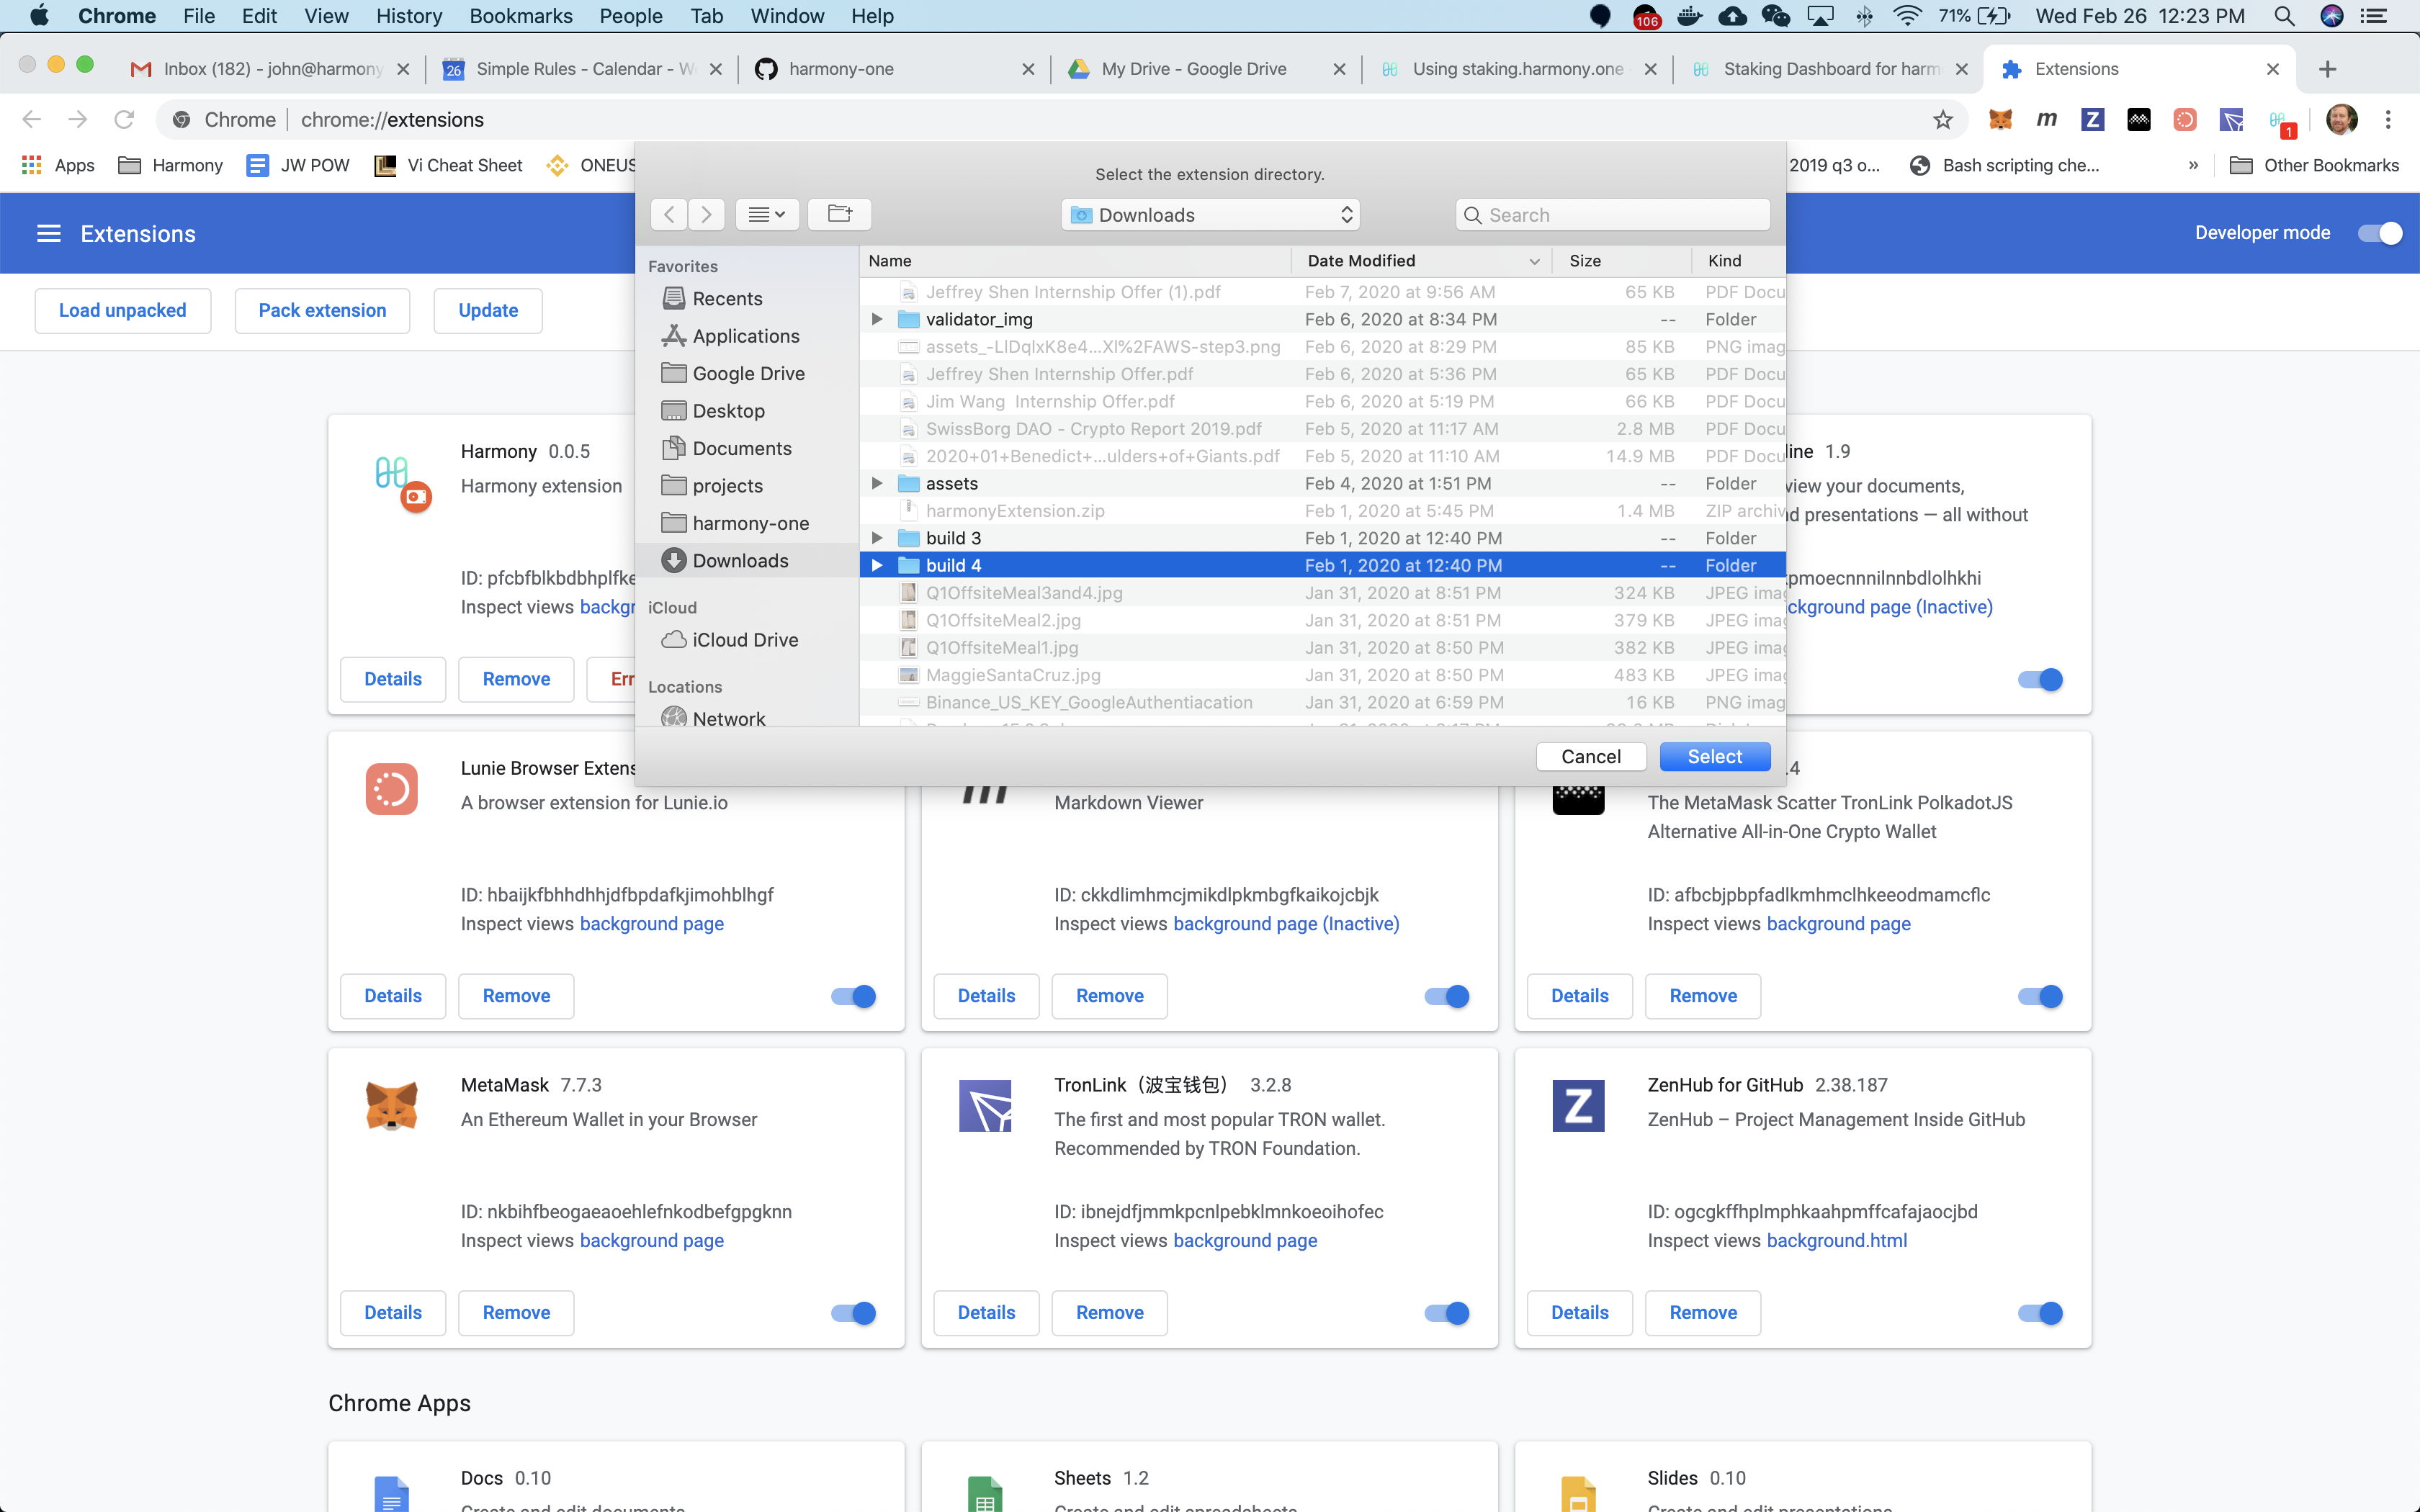 Chrome File Edit View History Bookmarks People Tab Window Help 106 71% Wed Feb 26 12:23 PM
Inbox (182) - john@harmony 26 Simple Rules - Calendar - W harmony-one My Drive - Google Drive Using staking.harmony.one Staking Dashboard for harm Extensions
Chrome chrome://extensions m Z 1
Apps Harmony JW POW Vi Cheat Sheet ONEUS 2019 q3 o... Bash scripting che... » Other Bookmarks
Extensions
Developer mode
Load unpacked Pack extension Update
Select the extension directory.
Downloads
Search
Favorites
Recents
Applications
Google Drive
Desktop
Documents
projects
harmony-one
Downloads
iCloud
iCloud Drive
Locations
Network
Name Date Modified Size Kind
Jeffrey Shen Internship Offer (1).pdf Feb 7, 2020 at 9:56 AM 65 KB PDF Docu
validator_img Feb 6, 2020 at 8:34 PM -- Folder
assets_-LlDqlxK8e4...Xl%2FAWS-step3.png Feb 6, 2020 at 8:29 PM 85 KB PNG imag
Jeffrey Shen Internship Offer.pdf Feb 6, 2020 at 5:36 PM 65 KB PDF Docu
Jim Wang Internship Offer.pdf Feb 6, 2020 at 5:19 PM 66 KB PDF Docu
SwissBorg DAO - Crypto Report 2019.pdf Feb 5, 2020 at 11:17 AM 2.8 MB PDF Docu
2020+01+Benedict+...ulders+of+Giants.pdf Feb 5, 2020 at 11:10 AM 14.9 MB PDF Docu
assets Feb 4, 2020 at 1:51 PM -- Folder
harmonyExtension.zip Feb 1, 2020 at 5:45 PM 1.4 MB ZIP archiv
build 3 Feb 1, 2020 at 12:40 PM -- Folder
build 4 Feb 1, 2020 at 12:40 PM -- Folder
Q1OffsiteMeal3and4.jpg Jan 31, 2020 at 8:51 PM 324 KB JPEG imag
Q1OffsiteMeal2.jpg Jan 31, 2020 at 8:51 PM 379 KB JPEG imag
Q1OffsiteMeal1.jpg Jan 31, 2020 at 8:50 PM 382 KB JPEG imag
MaggieSantaCruz.jpg Jan 31, 2020 at 8:50 PM 483 KB JPEG imag
Binance_US_KEY_GoogleAuthentiacation Jan 31, 2020 at 6:59 PM 16 KB PNG imag
Cancel Select
Harmony 0.0.5
Harmony extension
ID: pfcbfblkbdbhplfke
Inspect views backgr
Details Remove Err
line 1.9
view your documents,
d presentations — all without
pmoecnnnilnnbdlolhkhi
ckground page (Inactive)
Lunie Browser Extens
A browser extension for Lunie.io
ID: hbaijkfbhhdhhjdfbpdafkjimohblhgf
Inspect views background page
Details Remove
Markdown Viewer
ID: ckkdlimhmcjmikdlpkmbgfkaikojcbjk
Inspect views background page (Inactive)
Details Remove
.4
The MetaMask Scatter TronLink PolkadotJS
Alternative All-in-One Crypto Wallet
ID: afbcbjpbpfadlkmhmclhkeeodmamcflc
Inspect views background page
Details Remove
MetaMask 7.7.3
An Ethereum Wallet in your Browser
ID: nkbihfbeogaeaoehlefnkodbefgpgknn
Inspect views background page
Details Remove
TronLink（波宝钱包） 3.2.8
The first and most popular TRON wallet.
Recommended by TRON Foundation.
ID: ibnejdfjmmkpcnlpebklmnkoeoihofec
Inspect views background page
Details Remove
Z
ZenHub for GitHub 2.38.187
ZenHub – Project Management Inside GitHub
ID: ogcgkffhplmphkaahpmffcafajaocjbd
Inspect views background.html
Details Remove
Chrome Apps
Docs 0.10
Create and edit documents
Sheets 1.2
Create and edit spreadsheets
Slides 0.10
Create and edit presentations